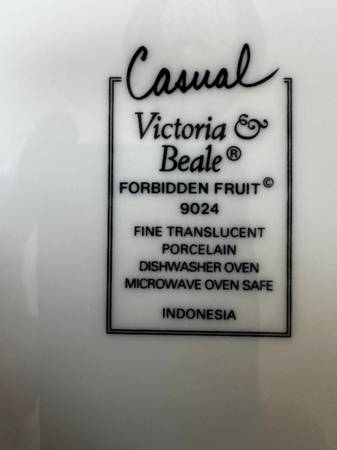 Casual
Victoria &
Beale®
FORBIDDEN FRUIT©
9024
FINE TRANSLUCENT
PORCELAIN
DISHWASHER OVEN
MICROWAVE OVEN SAFE
INDONESIA